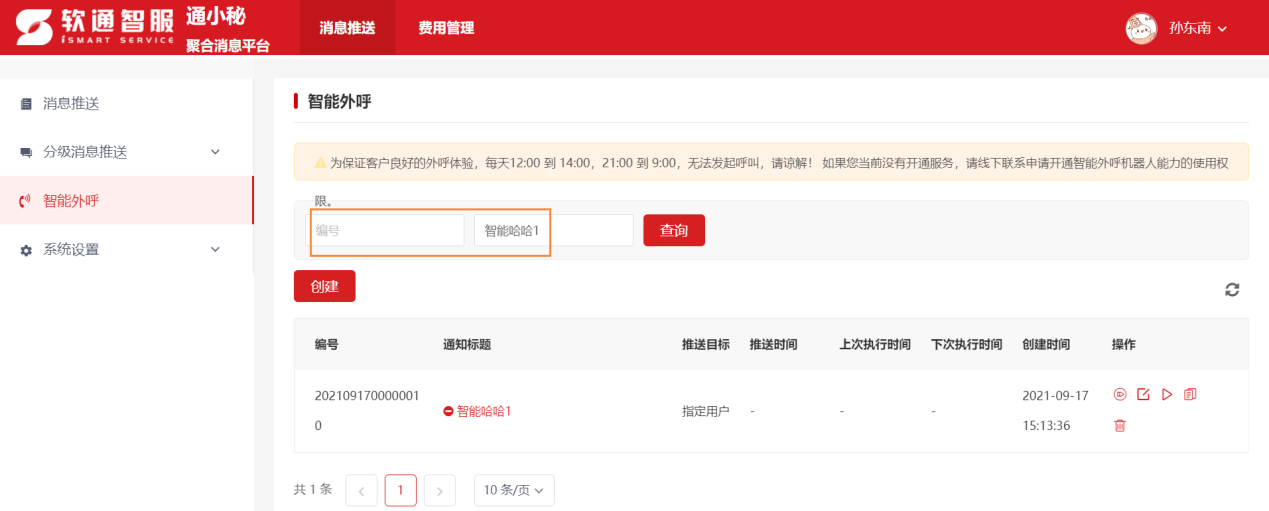 软通智服
iSMART SERVICE
通小秘
聚合消息平台
消息推送
费用管理
孙东南
消息推送
分级消息推送
智能外呼
系统设置
智能外呼
为保证客户良好的外呼体验，每天12:00 到 14:00，21:00 到 9:00，无法发起呼叫，请谅解！ 如果您当前没有开通服务，请线下联系申请开通智能外呼机器人能力的使用权
限。
编号 智能哈哈1 查询
创建
编号 通知标题 推送目标 推送时间 上次执行时间 下次执行时间 创建时间 操作
202109170000001
0
智能哈哈1
指定用户 - - -
2021-09-17
15:13:36
共 1 条 < 1 > 10 条/页